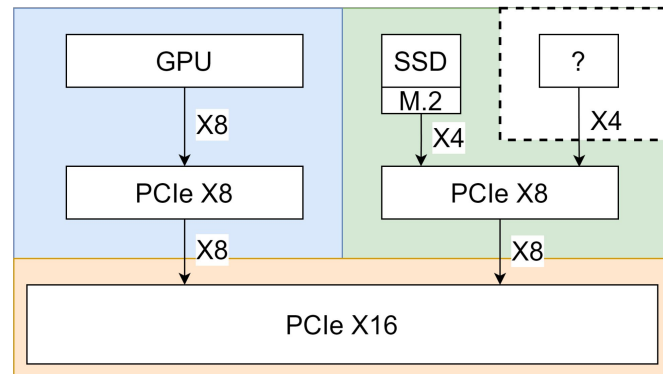 GPU
SSD
M.2
?
X8
X4
X4
PCIe X8
PCIe X8
X8
X8
PCIe X16